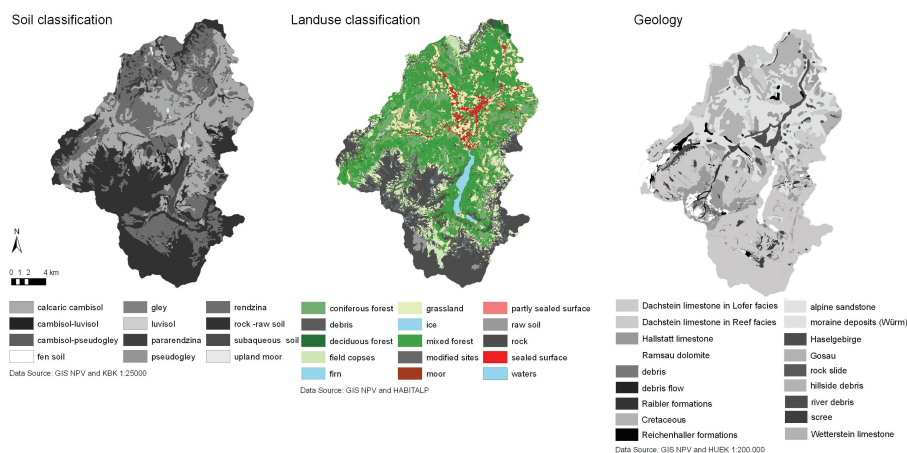 Soil classification
Landuse classification
Geology
N
0 1 2 4 km
calcaric cambisol
cambisol-luvisol
cambisol-pseudogley
fen soil
gley
luvisol
pararendzina
pseudogley
rendzina
rock -raw soil
subaqueous soil
upland moor
Data Source: GIS NPV and KBK 1:25000
coniferous forest
debris
deciduous forest
field copses
firn
grassland
ice
mixed forest
modified sites
moor
partly sealed surface
raw soil
rock
sealed surface
waters
Data Source: GIS NPV and HABITALP
Dachstein limestone in Lofer facies
Dachstein limestone in Reef facies
Hallstatt limestone
Ramsau dolomite
debris
debris flow
Raibler formations
Cretaceous
Reichenhaller formations
alpine sandstone
moraine deposits (Würm)
Haselgebirge
Gosau
rock slide
hillside debris
river debris
scree
Wetterstein limestone
Data Source: GIS NPV and HUEK 1:200.000